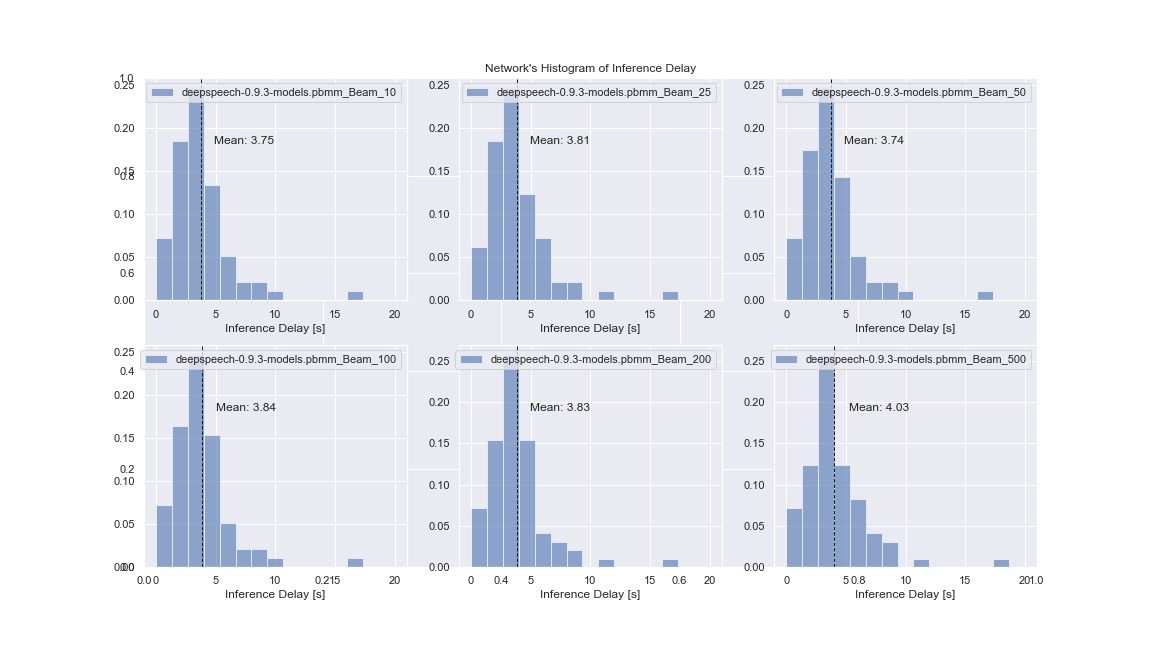 Network's Histogram of Inference Delay
1.0
0.25
0.20
0.15
0.8
0.10
0.05
0.6
0.00
deepspeech-0.9.3-models.pbmm_Beam_10
Mean: 3.75
0 5 10 15 20
Inference Delay [s]
0.25
0.20
0.15
0.10
0.05
0.00
deepspeech-0.9.3-models.pbmm_Beam_25
Mean: 3.81
0 5 10 15 20
Inference Delay [s]
0.25
0.20
0.15
0.10
0.05
0.00
deepspeech-0.9.3-models.pbmm_Beam_50
Mean: 3.74
0 5 10 15 20
Inference Delay [s]
0.25
0.4
0.20
0.15
0.2
0.10
0.05
0.00
0.0
deepspeech-0.9.3-models.pbmm_Beam_100
Mean: 3.84
0.0 0 5 10 0.2 15 20
Inference Delay [s]
0.25
0.20
0.15
0.10
0.05
0.00
deepspeech-0.9.3-models.pbmm_Beam_200
Mean: 3.83
0 0.4 5 10 15 0.6 20
Inference Delay [s]
0.25
0.20
0.15
0.10
0.05
0.00
deepspeech-0.9.3-models.pbmm_Beam_500
Mean: 4.03
0 5 0.8 10 15 20 1.0
Inference Delay [s]